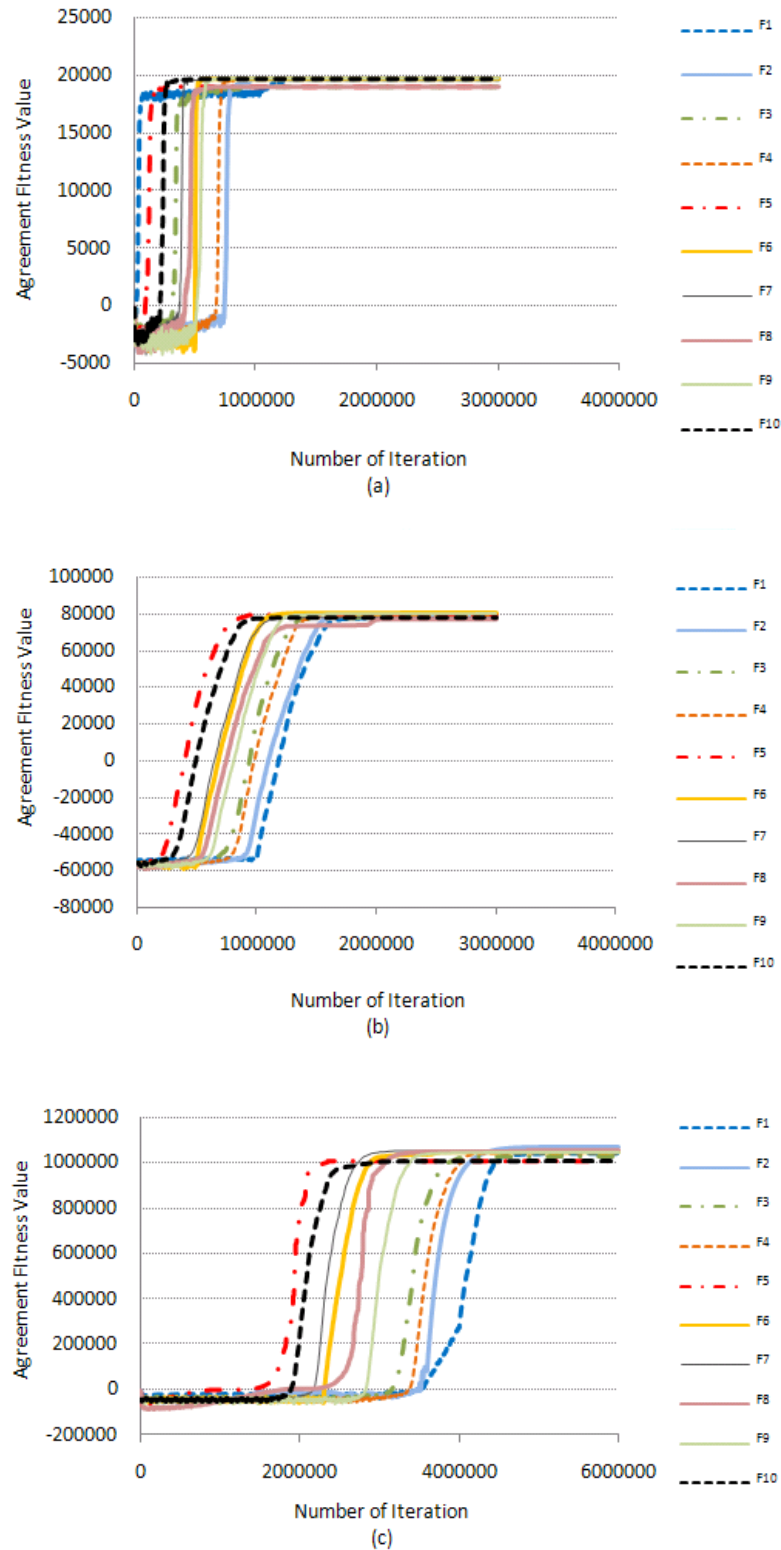 25000
20000
15000
10000
5000
0
-5000
Agreement FItness Value
0 1000000 2000000 3000000 4000000
Number of Iteration
(a)
F1
F2
F3
F4
F5
F6
F7
F8
F9
F10
100000
80000
60000
40000
20000
0
-20000
-40000
-60000
-80000
Agreement FItness Value
0 1000000 2000000 3000000 4000000
Number of Iteration
(b)
F1
F2
F3
F4
F5
F6
F7
F8
F9
F10
1200000
1000000
800000
600000
400000
200000
0
-200000
Agreement FItness Value
0 2000000 4000000 6000000
Number of Iteration
(c)
F1
F2
F3
F4
F5
F6
F7
F8
F9
F10